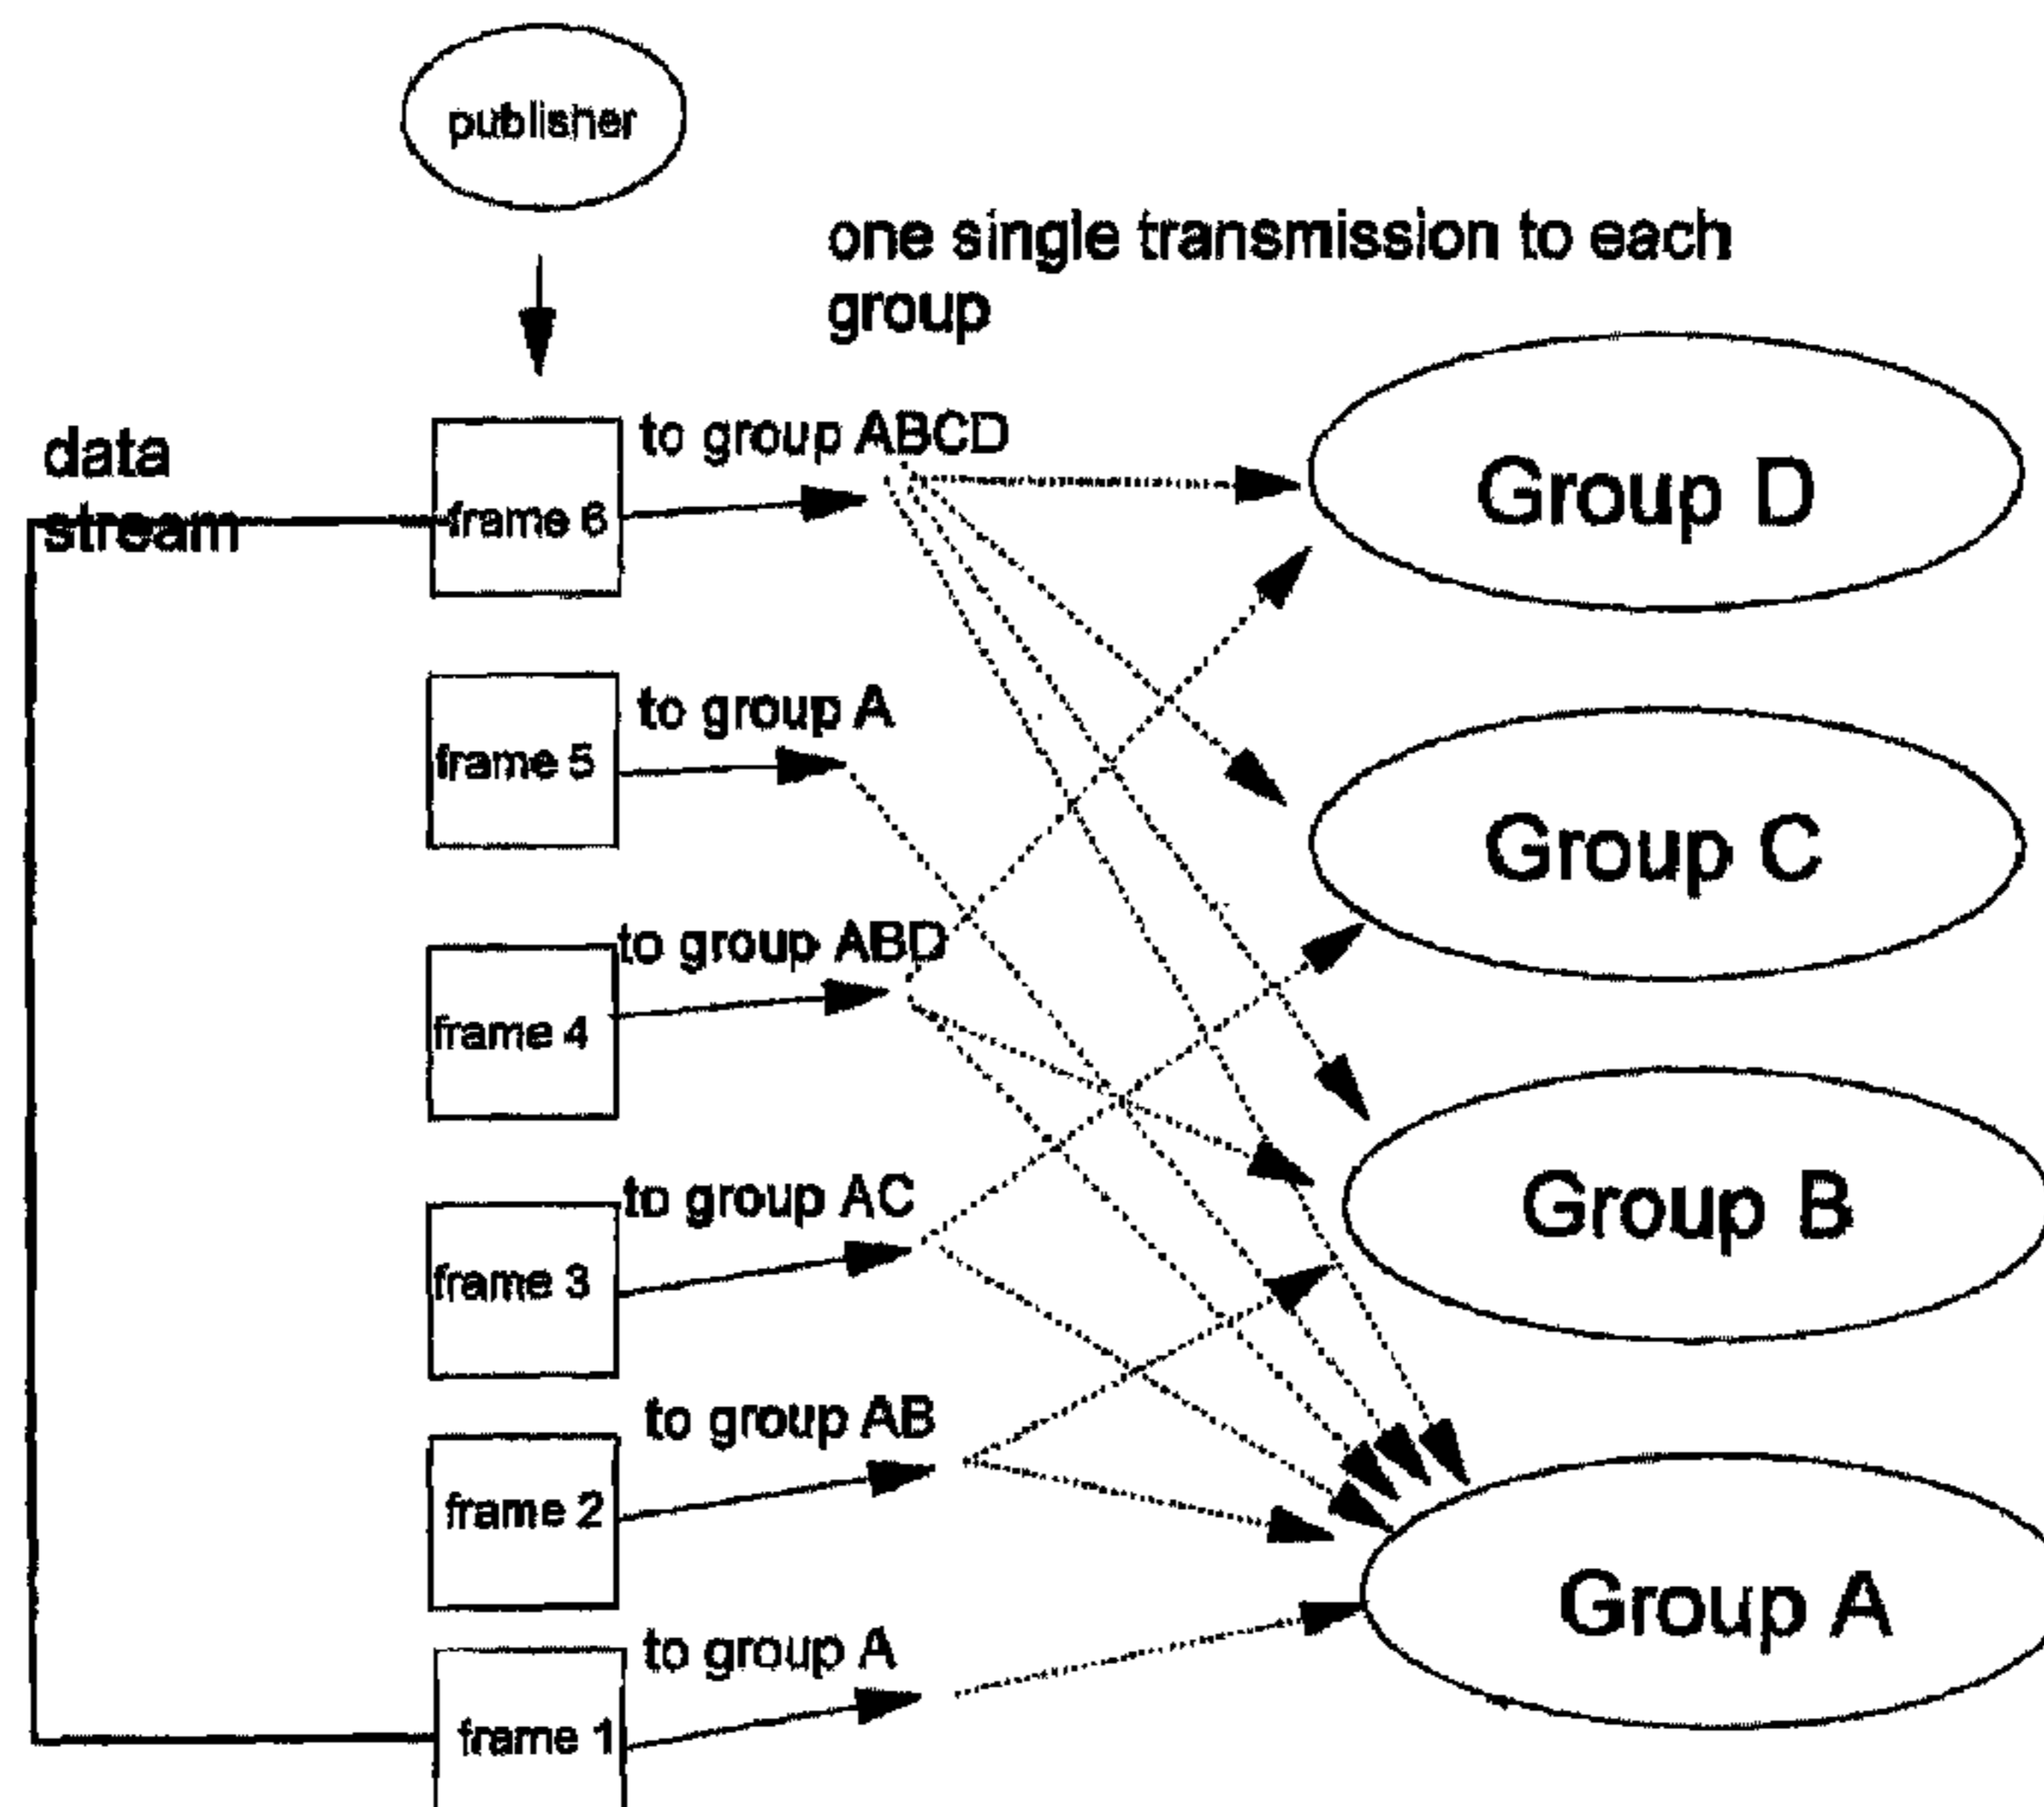 publisher
one single transmission to each
group
data
stream
to group ABCD
frame 6
Group D
to group A
frame 5
Group C
to group ABD
frame 4
to group AC
Group B
frame 3
to group AB
frame 2
Group A
to group A
frame 1